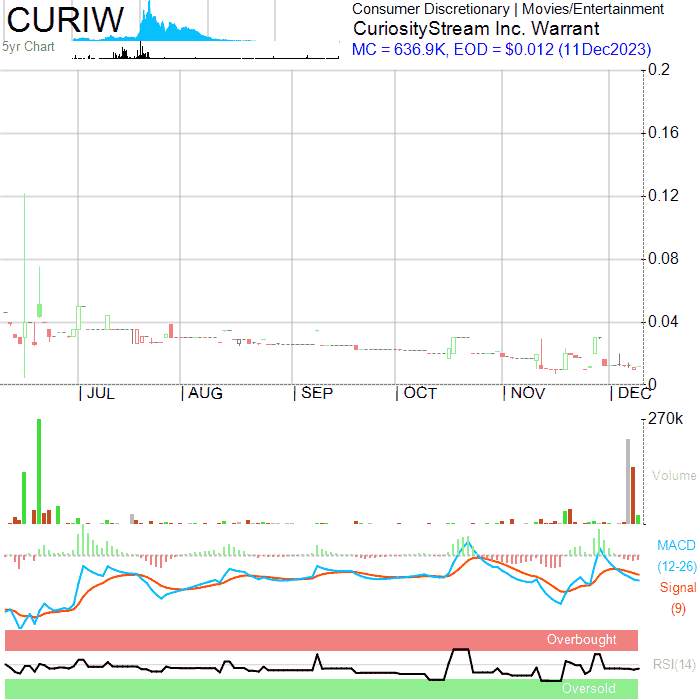 CURIW
5yr Chart
Consumer Discretionary | Movies/Entertainment
CuriosityStream Inc. Warrant
MC = 636.9K, EOD = $0.012 (11Dec2023)
0.2
0.16
0.12
0.08
0.04
0
| JUL | AUG | SEP | OCT | NOV | DEC
270k
Volume
MACD
(12-26)
Signal
(9)
Overbought
RSI(14)
Oversold